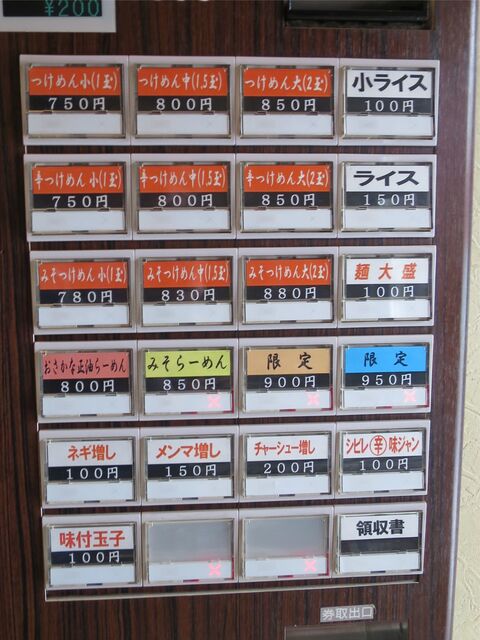 ¥200
つけめん小(1玉)
750円
つけめん中(1.5玉)
800円
つけめん大(2玉)
850円
小ライス
100円
辛つけめん小(1玉)
750円
辛つけめん中(1.5玉)
800円
辛つけめん大(2玉)
850円
ライス
150円
みそつけめん小(1玉)
780円
みそつけめん中(1.5玉)
830円
みそつけめん大(2玉)
880円
麺大盛
100円
おさかな正油らーめん
800円
みそらーめん
850円
限定
900円
限定
950円
ネギ増し
100円
メンマ増し
150円
チャーシュー増し
200円
シビレ辛味ジャン
100円
味付玉子
100円
領収書
券取出口